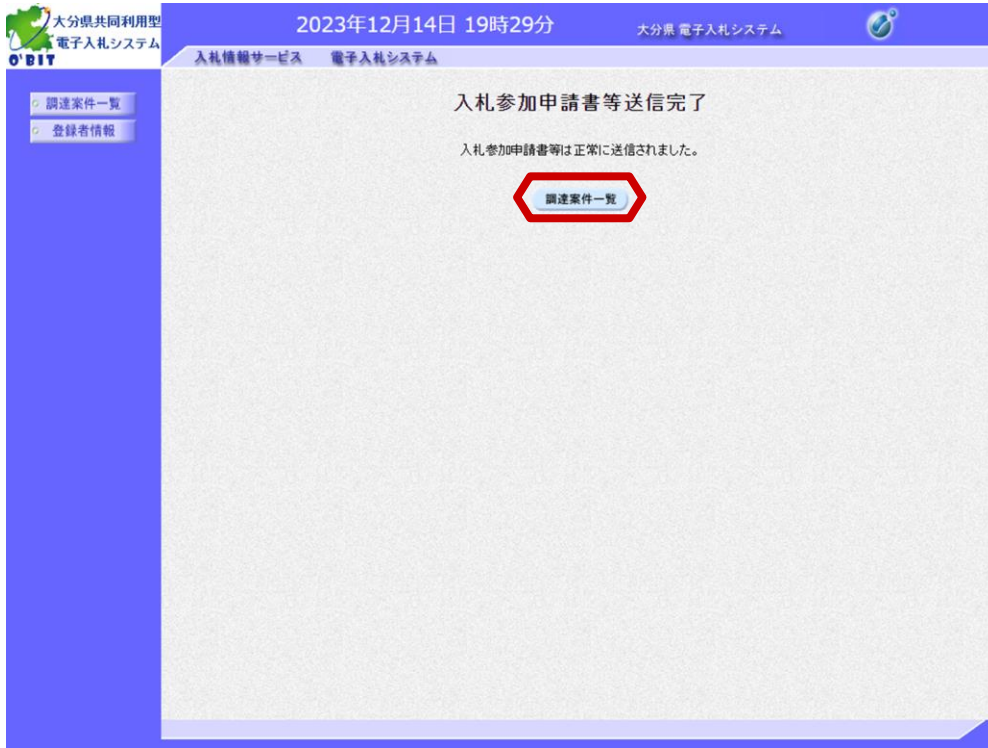 大分県共同利用型
電子入札システム
O'BIT
2023年12月14日 19時29分
大分県 電子入札システム
入札情報サービス
電子入札システム
調達案件一覧
登録者情報
入札参加申請書等送信完了
入札参加申請書等は正常に送信されました。
調達案件一覧